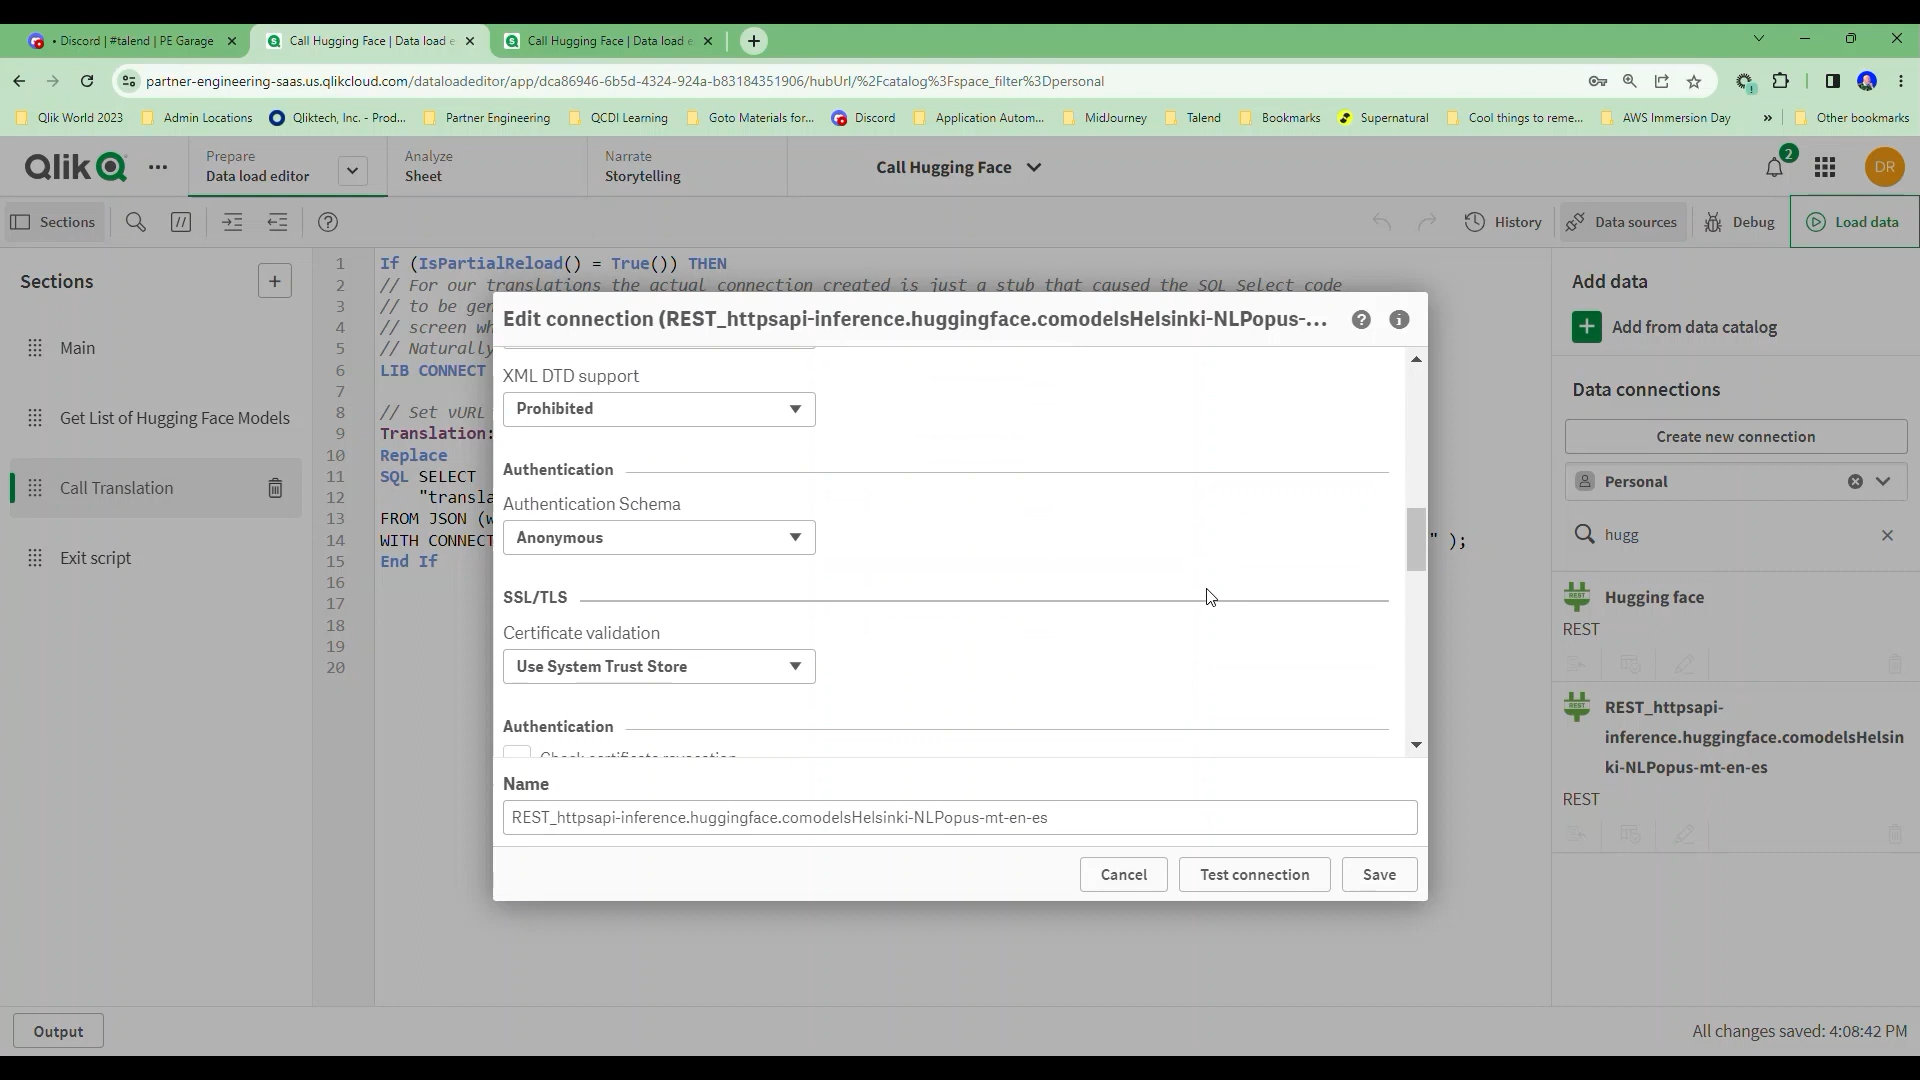 • Discord | #talend | PE Garage
Call Hugging Face | Data load e
Call Hugging Face | Data load e
partner-engineering-saas.us.qlikcloud.com/dataloadeditor/app/dca86946-6b5d-4324-924a-b83184351906/hubUrl/%2Fcatalog%3Fspace_filter%3Dpersonal
Qlik World 2023
Admin Locations
Qliktech, Inc. - Prod...
Partner Engineering
QCDI Learning
Goto Materials for...
Discord
Application Autom...
MidJourney
Talend
Bookmarks
Supernatural
Cool things to reme...
AWS Immersion Day
»
Other bookmarks
Qlik
Prepare
Data load editor
Analyze
Sheet
Narrate
Storytelling
Call Hugging Face
2
DR
Sections
History
Data sources
Debug
Load data
Sections
Main
Get List of Hugging Face Models
Call Translation
Exit script
1 If (IsPartialReload() = True()) THEN
2 // For our translations the actual connection created is just a stub that caused the SQL Select code
3 // to be gen
4 // screen wh
5 // Naturally
6 LIB CONNECT
7
8 // Set vURL
9 Translation:
10 Replace
11 SQL SELECT
12 "transla
13 FROM JSON (w
14 WITH CONNECT " );
15 End If
16
17
18
19
20
Edit connection (REST_httpsapi-inference.huggingface.comodelsHelsinki-NLPopus-...
XML DTD support
Prohibited
Authentication
Authentication Schema
Anonymous
SSL/TLS
Certificate validation
Use System Trust Store
Authentication
Check certificate revocation
Name
REST_httpsapi-inference.huggingface.comodelsHelsinki-NLPopus-mt-en-es
Cancel
Test connection
Save
Add data
Add from data catalog
Data connections
Create new connection
Personal
hugg
REST
Hugging face
REST
REST
REST_httpsapi-
inference.huggingface.comodelsHelsin
ki-NLPopus-mt-en-es
REST
Output
All changes saved: 4:08:42 PM